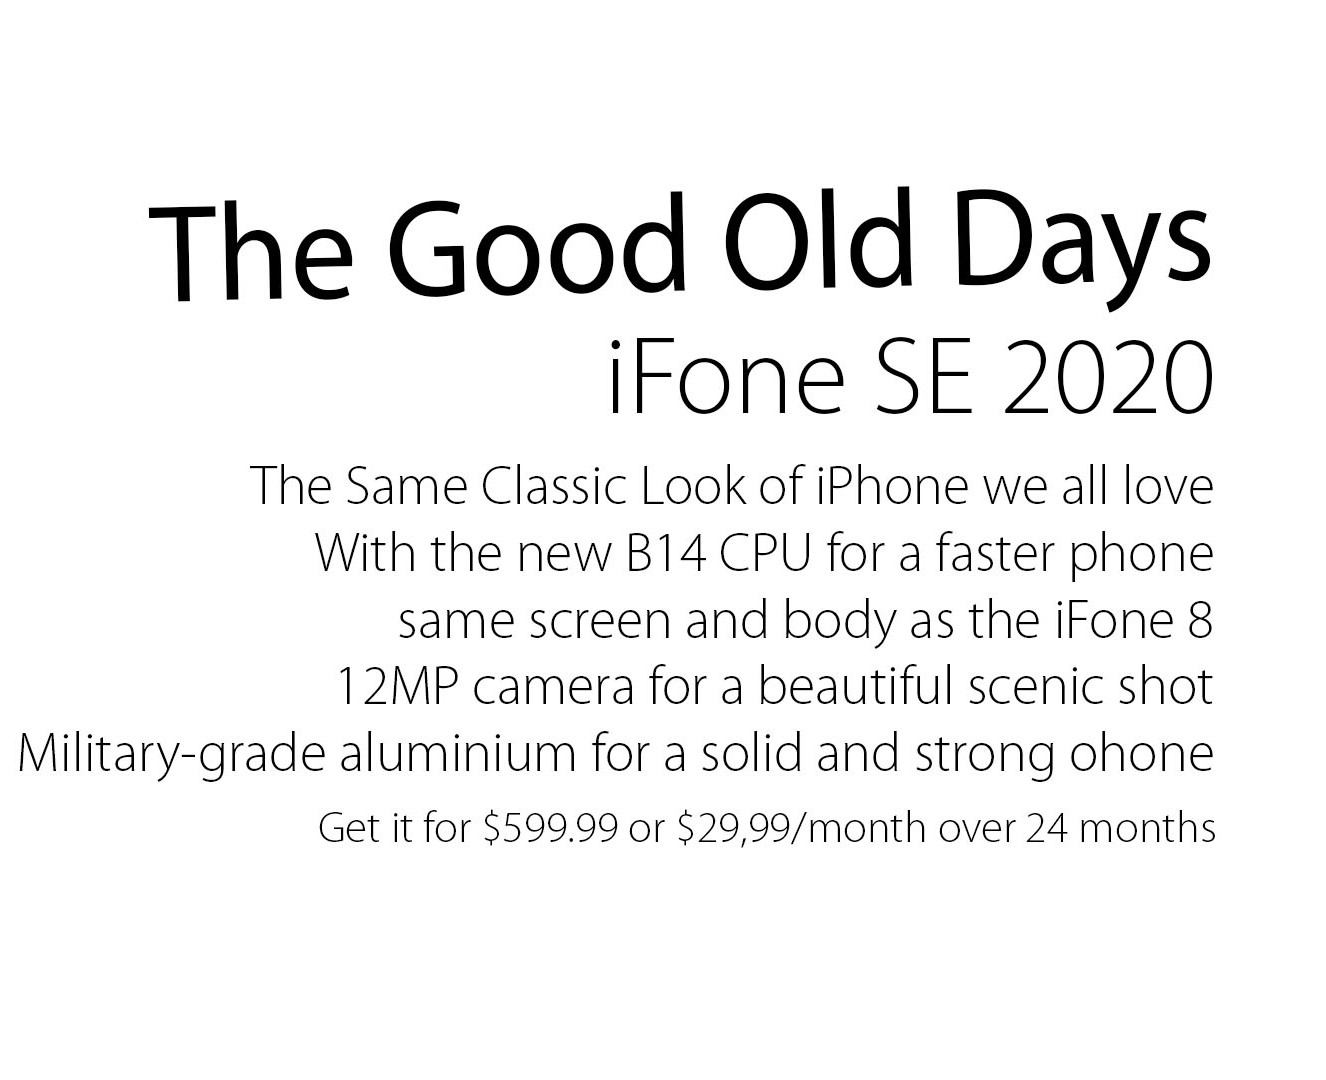 The Good Old Days
iFone SE 2020
The Same Classic Look of iPhone we all love
With the new B14 CPU for a faster phone
same screen and body as the iFone 8
12MP camera for a beautiful scenic shot
Military-grade aluminium for a solid and strong ohone
Get it for $599.99 or $29,99/month over 24 months